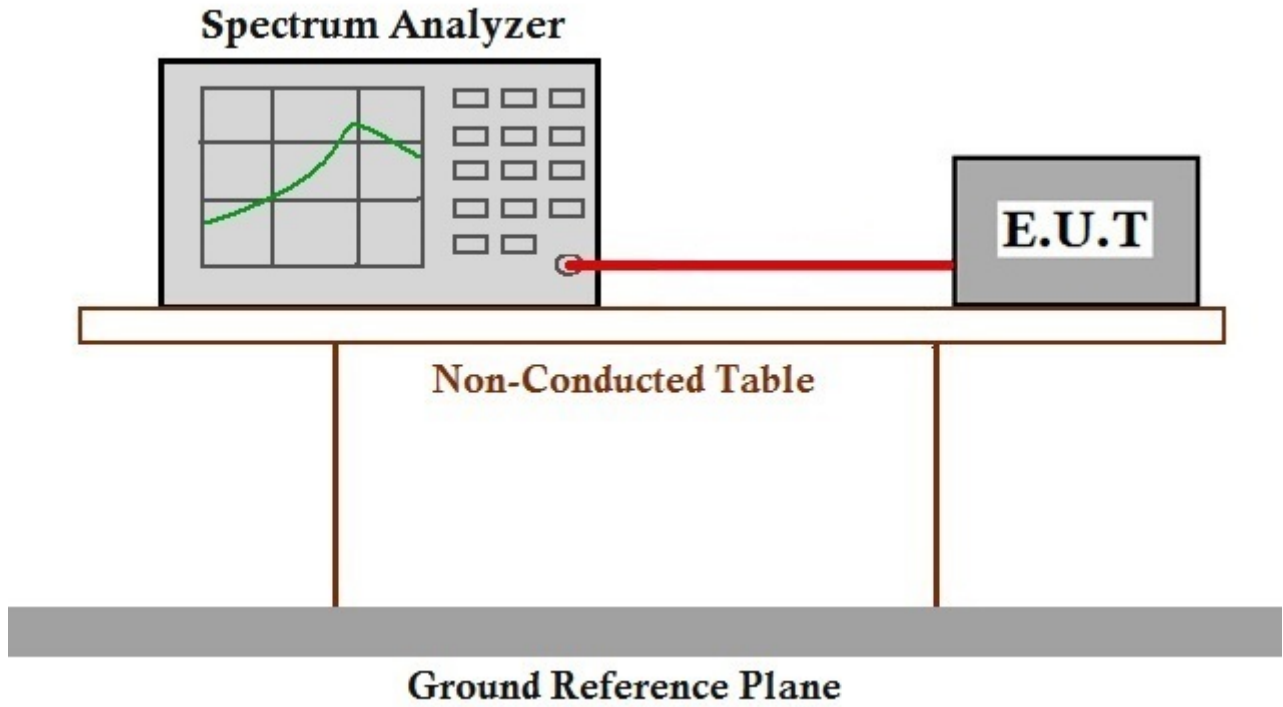 Spectrum Analyzer
E.U.T
Non-Conducted Table
Ground Reference Plane